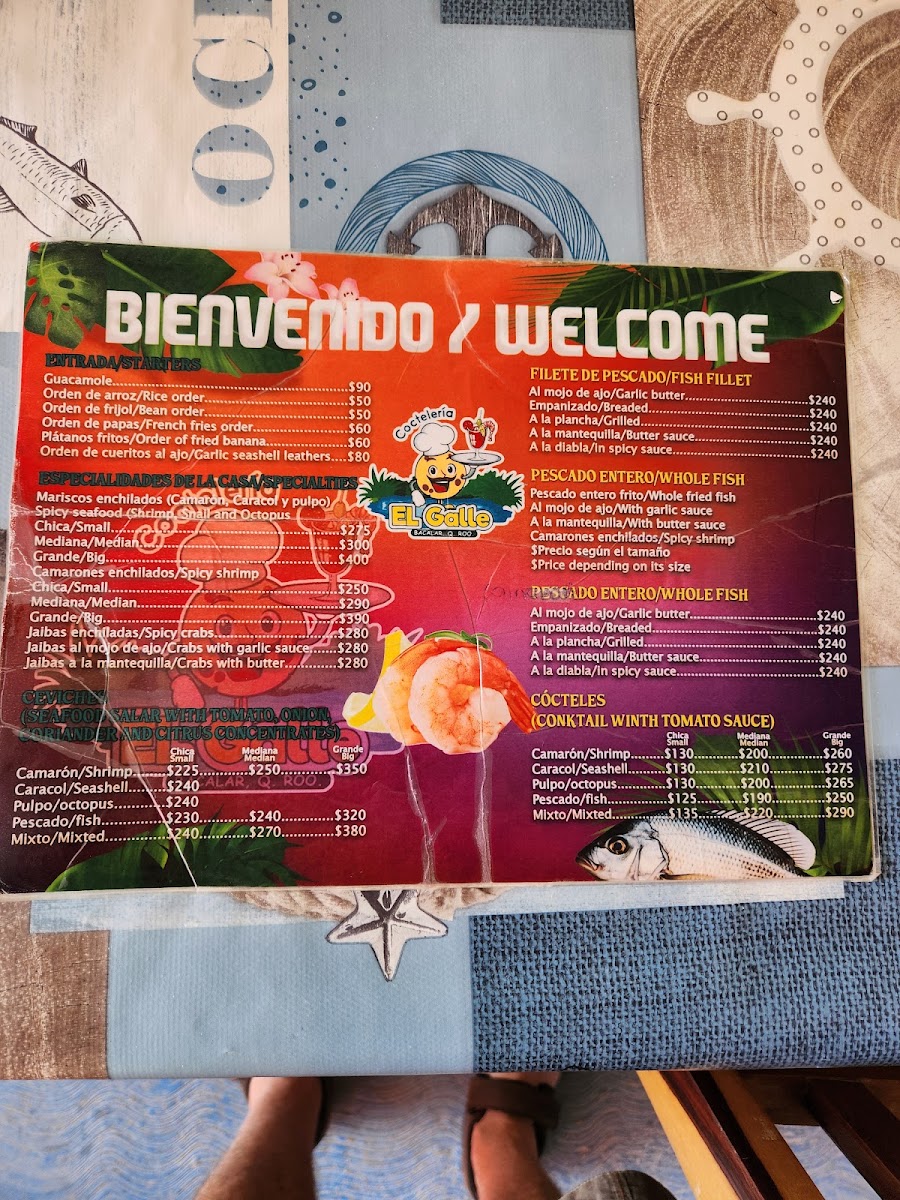 OCI
BIENVENIDO / WELCOME
ENTRADA/STARTERS
Guacamole....$90
Orden de arroz/Rice order....$50
Orden de frijol/Bean order....$50
Orden de papas/French fries order....$60
Plátanos fritos/Order of fried banana....$60
Orden de cueritos al ajo/Garlic seashell leathers....$80
ESPECIALIDADES DE LA CASA/SPECIALTIES
Mariscos enchilados (Camarón, caracol y pulpo)
Spicy seafood (Shrimp, Snail and Octopus
Chica/Small....$275
Mediana/Median....$300
Grande/Big....$400
Camarones enchilados/Spicy shrimp
Chica/Small....$250
Mediana/Median....$290
Grande/Big....$390
Jaibas enchiladas/Spicy crabs....$280
Jaibas al mojo de ajo/Crabs with garlic sauce....$280
Jaibas a la mantequilla/Crabs with butter....$280
CEVICHES
(SEAFOOD SALAR WITH TOMATO, ONION,
CORIANDER AND CITRUS CONCENTRATES)
Chica Small Mediana Median Grande Big
Camarón/Shrimp....$225....$250....$350
Caracol/Seashell....$240
Pulpo/octopus....$240
Pescado/fish....$230....$240....$320
Mixto/Mixted....$240....$270....$380
Coctelería
EL Galle
BACALAR, Q. ROO
El Galle
BACALAR, Q. ROO
FILETE DE PESCADO/FISH FILLET
Al mojo de ajo/Garlic butter....$240
Empanizado/Breaded....$240
A la plancha/Grilled....$240
A la mantequilla/Butter sauce....$240
A la diabla/in spicy sauce....$240
PESCADO ENTERO/WHOLE FISH
Pescado entero frito/Whole fried fish
Al mojo de ajo/With garlic sauce
A la mantequilla/With butter sauce
Camarones enchilados/Spicy shrimp
$Precio según el tamaño
$Price depending on its size
PESCADO ENTERO/WHOLE FISH
Al mojo de ajo/Garlic butter....$240
Empanizado/Breaded....$240
A la plancha/Grilled....$240
A la mantequilla/Butter sauce....$240
A la diabla/in spicy sauce....$240
CÓCTELES
(CONKTAIL WINTH TOMATO SAUCE)
Chica Small Mediana Median Grande Big
Camarón/Shrimp....$130....$200....$260
Caracol/Seashell....$130....$210....$275
Pulpo/octopus....$130....$200....$265
Pescado/fish....$125....$190....$250
Mixto/Mixted....$135....$220....$290